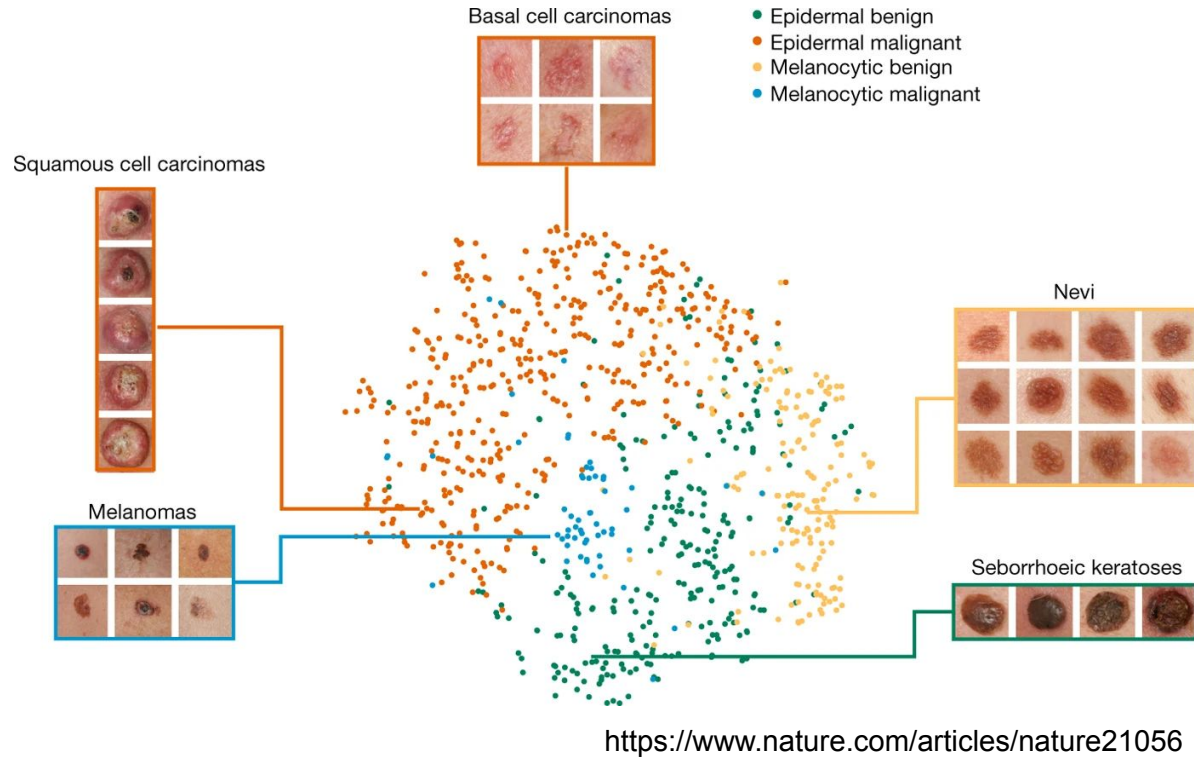 Basal cell carcinomas
Epidermal benign
Epidermal malignant
Melanocytic benign
Melanocytic malignant
Squamous cell carcinomas
Nevi
Melanomas
Seborrhoeic keratoses
https://www.nature.com/articles/nature21056